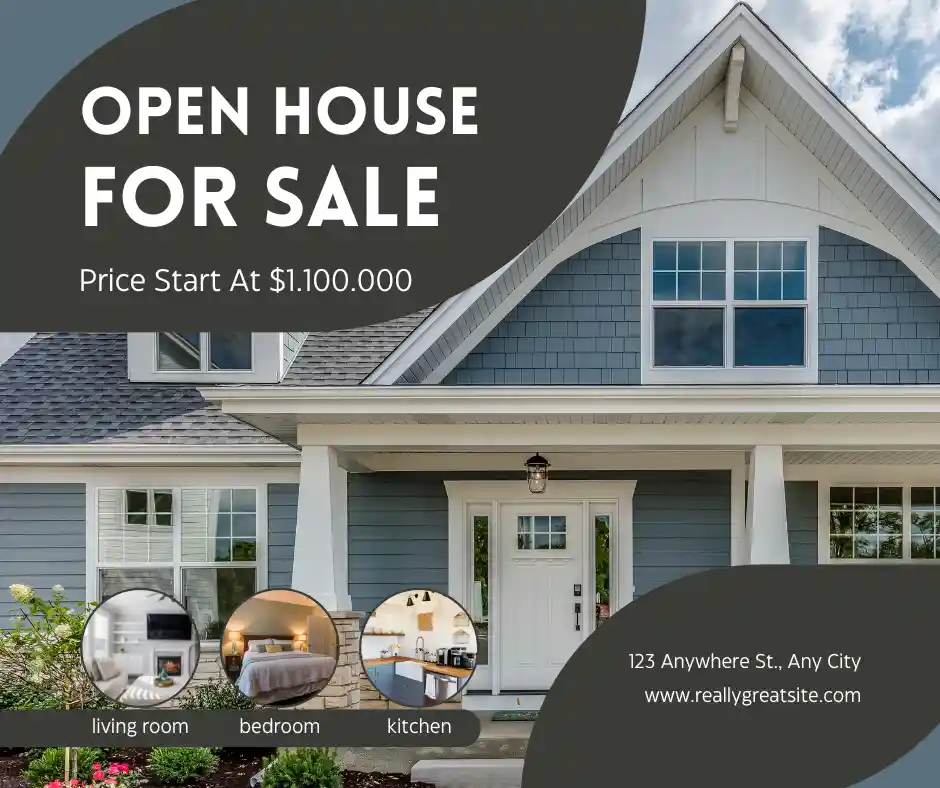 OPEN HOUSE
FOR SALE
Price Start At $1.100.000
living room
bedroom
kitchen
123 Anywhere St., Any City
www.reallygreatsite.com